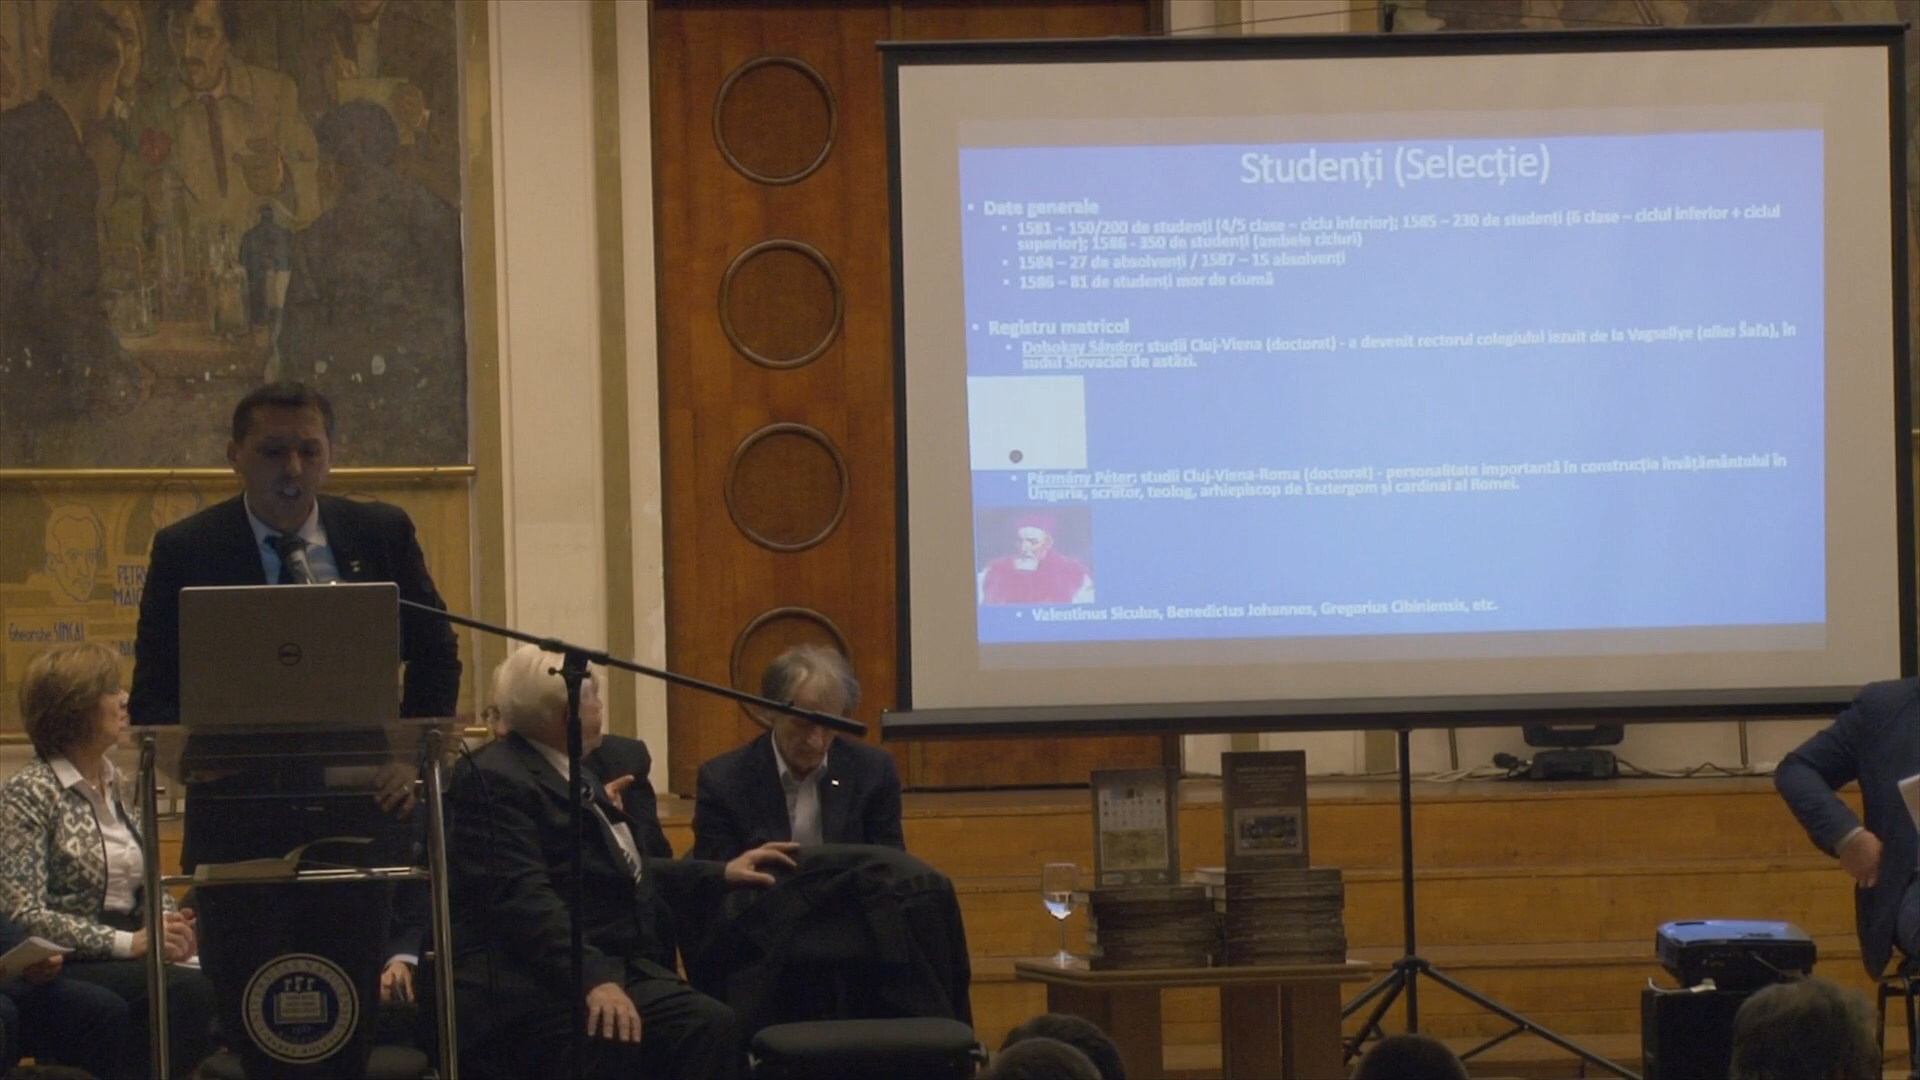 Studenți (Selecție)
Date generale
1581 – 150/200 de studenți (4/5 clase – ciclu inferior); 1585 – 230 de studenți (6 clase – ciclul inferior + ciclul
superior); 1586 - 350 de studenți (ambele cicluri)
1584 – 27 de absolvenți / 1587 – 15 absolvenți
1586 – 81 de studenți mor de ciumă
Registru matricol
Dobokay Sándor: studii Cluj-Viena (doctorat) - a devenit rectorul colegiului iezuit de la Vagsellye (alias Šaľa), în
sudul Slovaciei de astăzi.
Pázmány Péter: studii Cluj-Viena-Roma (doctorat) - personalitate importantă în construcția învățământului în
Ungaria, scriitor, teolog, arhiepiscop de Esztergom și cardinal al Romei.
Valentinus Siculus, Benedictus Johannes, Gregorius Cibiniensis, etc.
PETR
MAIO
Gheorghe ȘINCAI
DELL